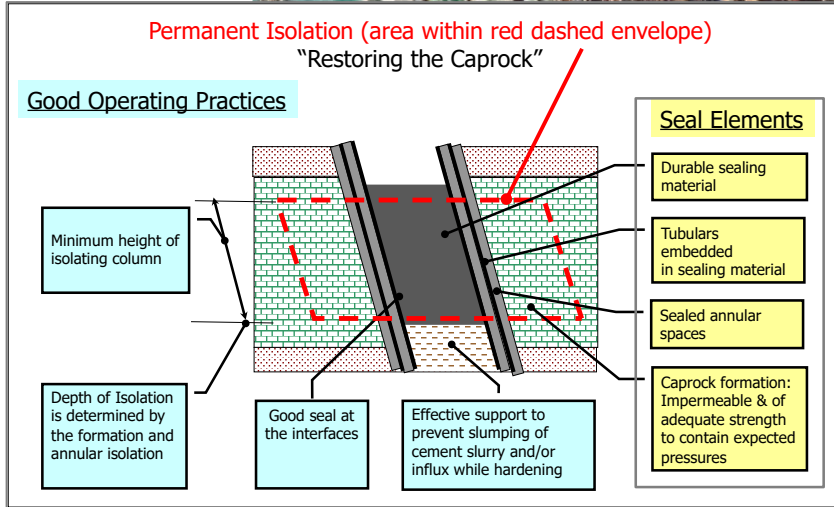 Permanent Isolation (area within red dashed envelope)
“Restoring the Caprock”
Good Operating Practices
Minimum height of
isolating column
Depth of Isolation
is determined by
the formation and
annular isolation
Good seal at
the interfaces
Effective support to
prevent slumping of
cement slurry and/or
influx while hardening
Seal Elements
Durable sealing
material
Tubulars
embedded
in sealing material
Sealed annular
spaces
Caprock formation:
Impermeable & of
adequate strength
to contain expected
pressures